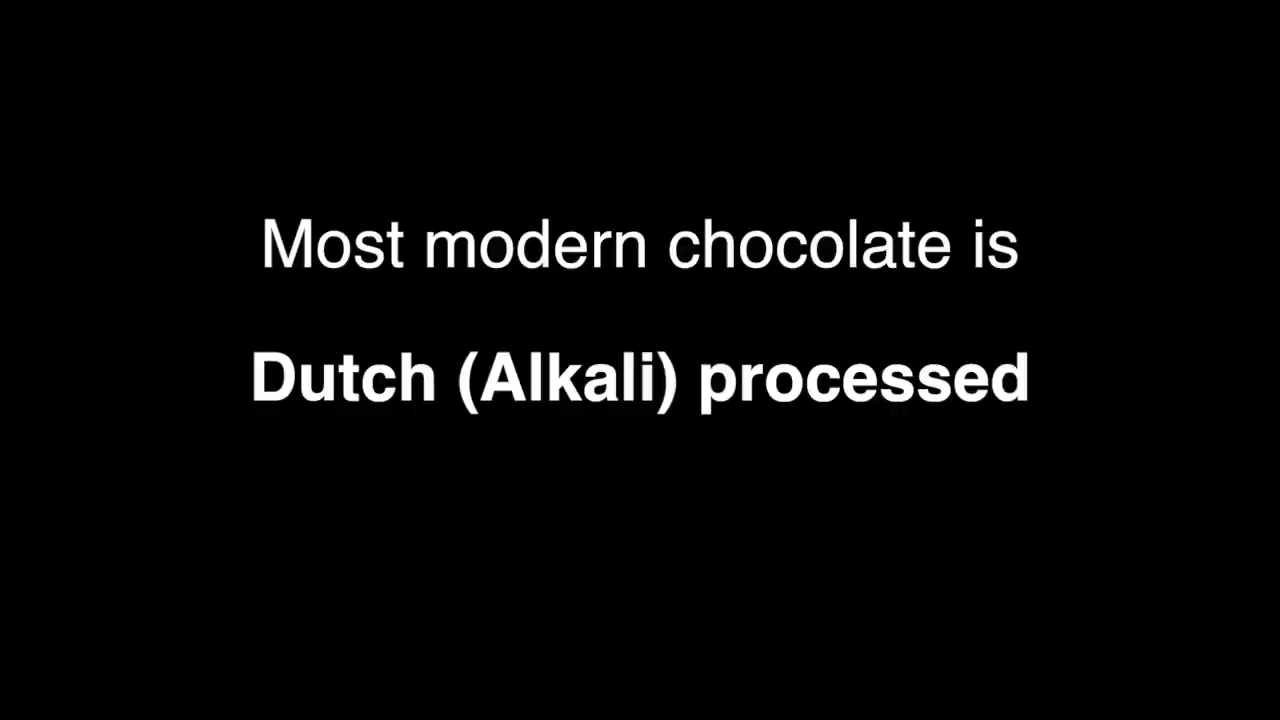 Most modern chocolate is
Dutch (Alkali) processed